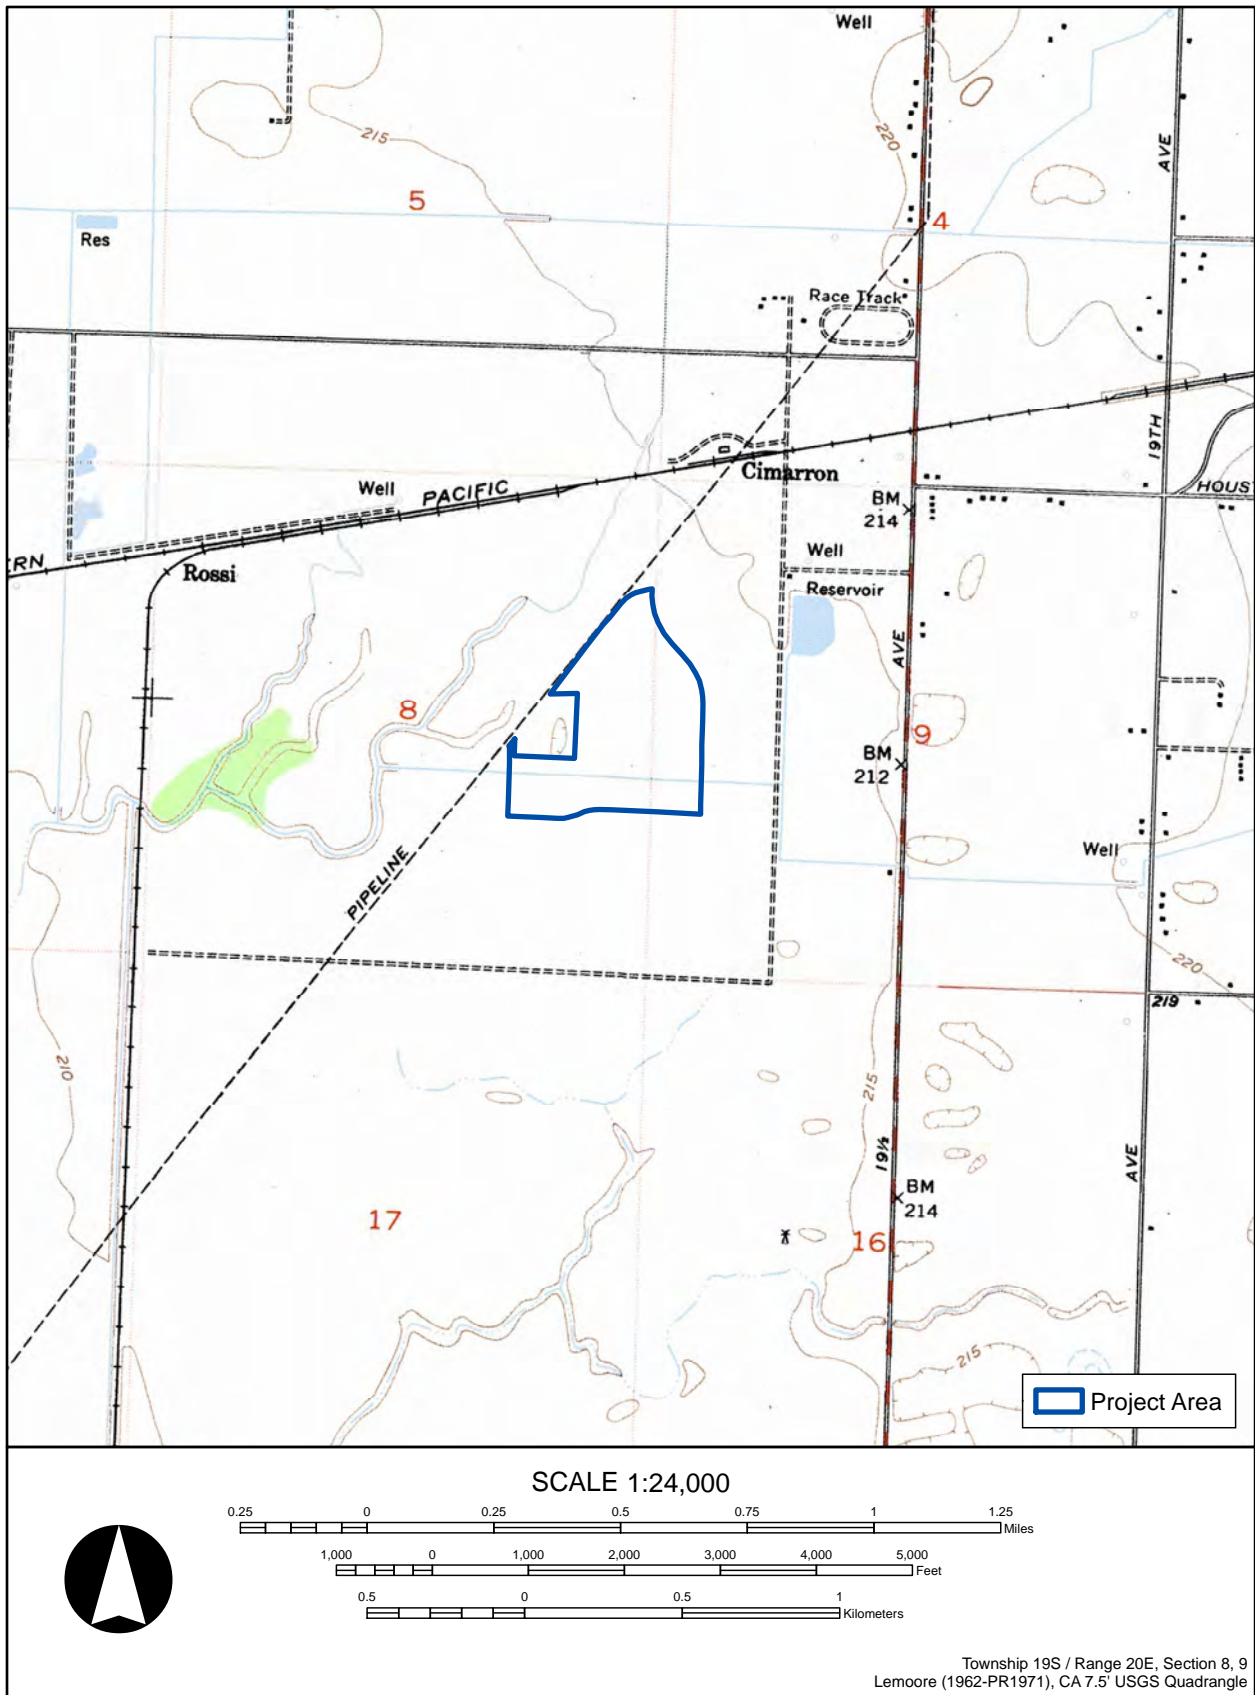 Well
215
220
AVE
5
4
Res
Race Track
Cimarron
19TH
Well
PACIFIC
HOUST
BM
214
Well
ERN
Rossi
Reservoir
AVE
8
9
BM
212
PIPELINE
Well
220
219
210
215
19½
AVE
BM
214
17
16
215
Project Area
SCALE 1:24,000
0.25 0 0.25 0.5 0.75 1 1.25
Miles
1,000 0 1,000 2,000 3,000 4,000 5,000
Feet
0.5 0 0.5 1
Kilometers
Township 19S / Range 20E, Section 8, 9
Lemoore (1962-PR1971), CA 7.5' USGS Quadrangle